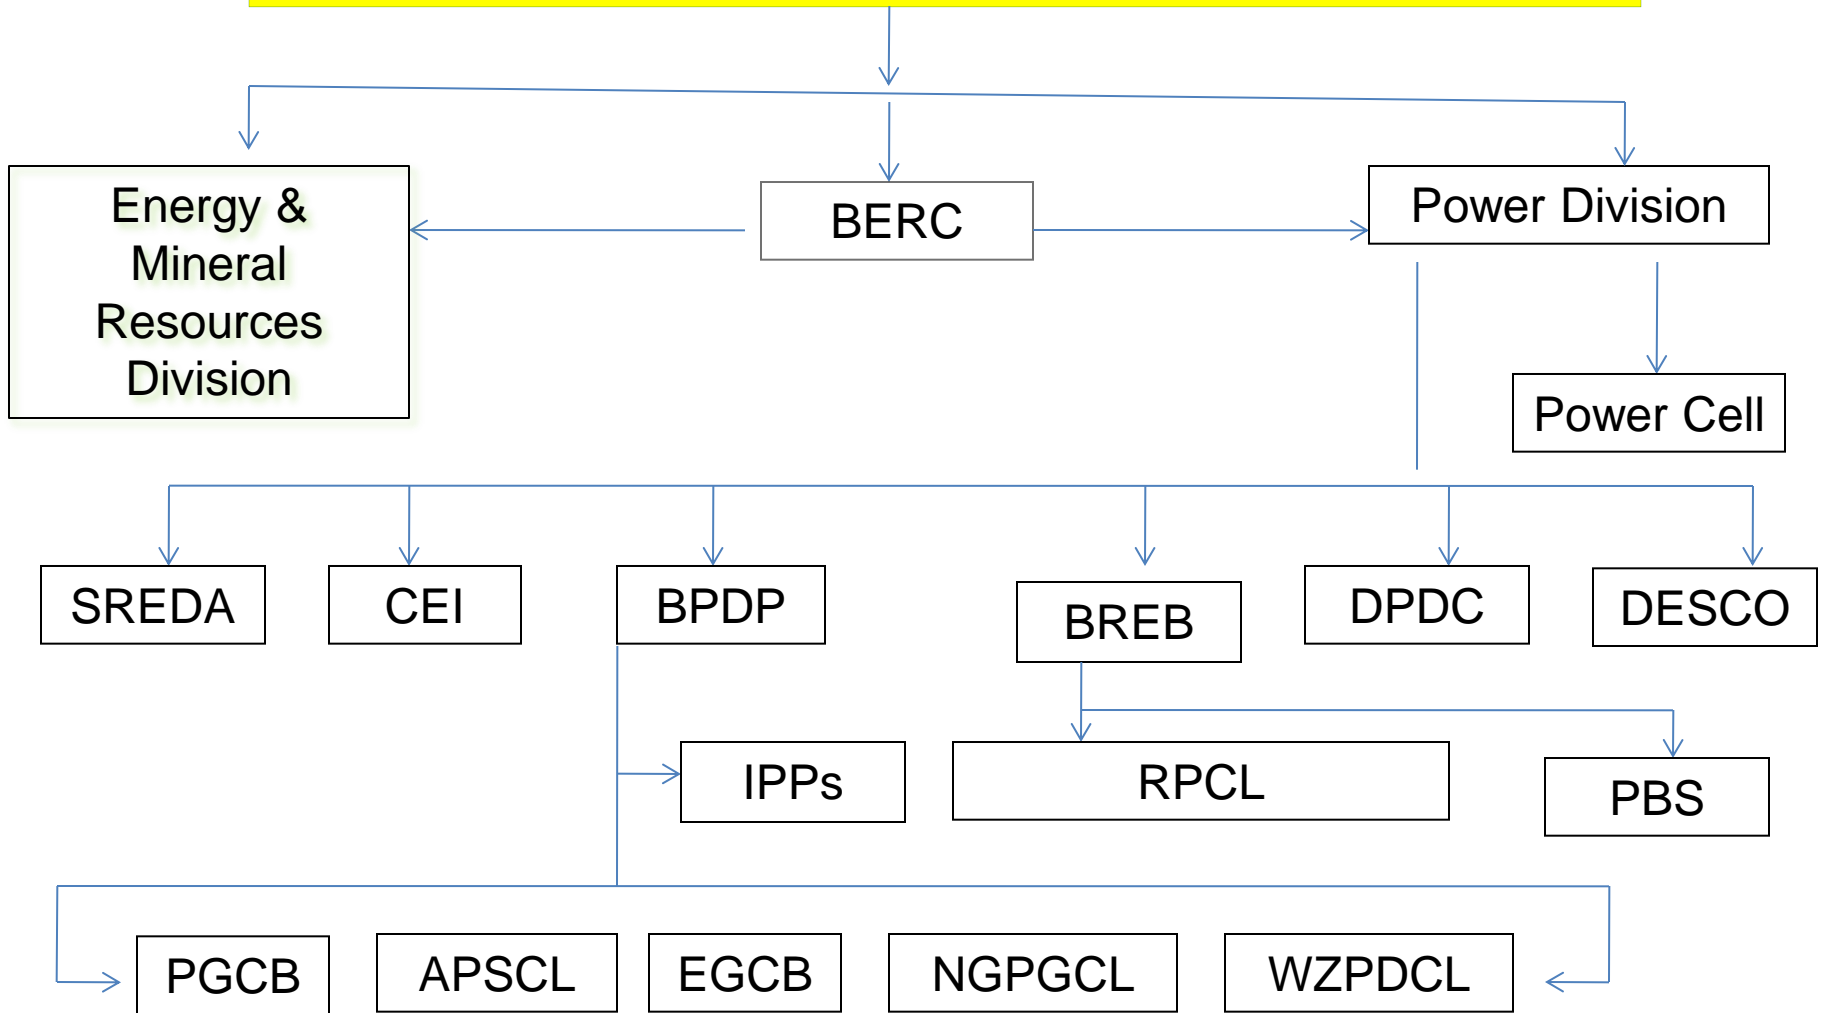 Energy &
Mineral
Resources
Division
BERC
Power Division
Power Cell
SREDA
CEI
BPDP
BREB
DPDC
DESCO
IPPs
RPCL
PBS
PGCB
APSCL
EGCB
NGPGCL
WZPDCL